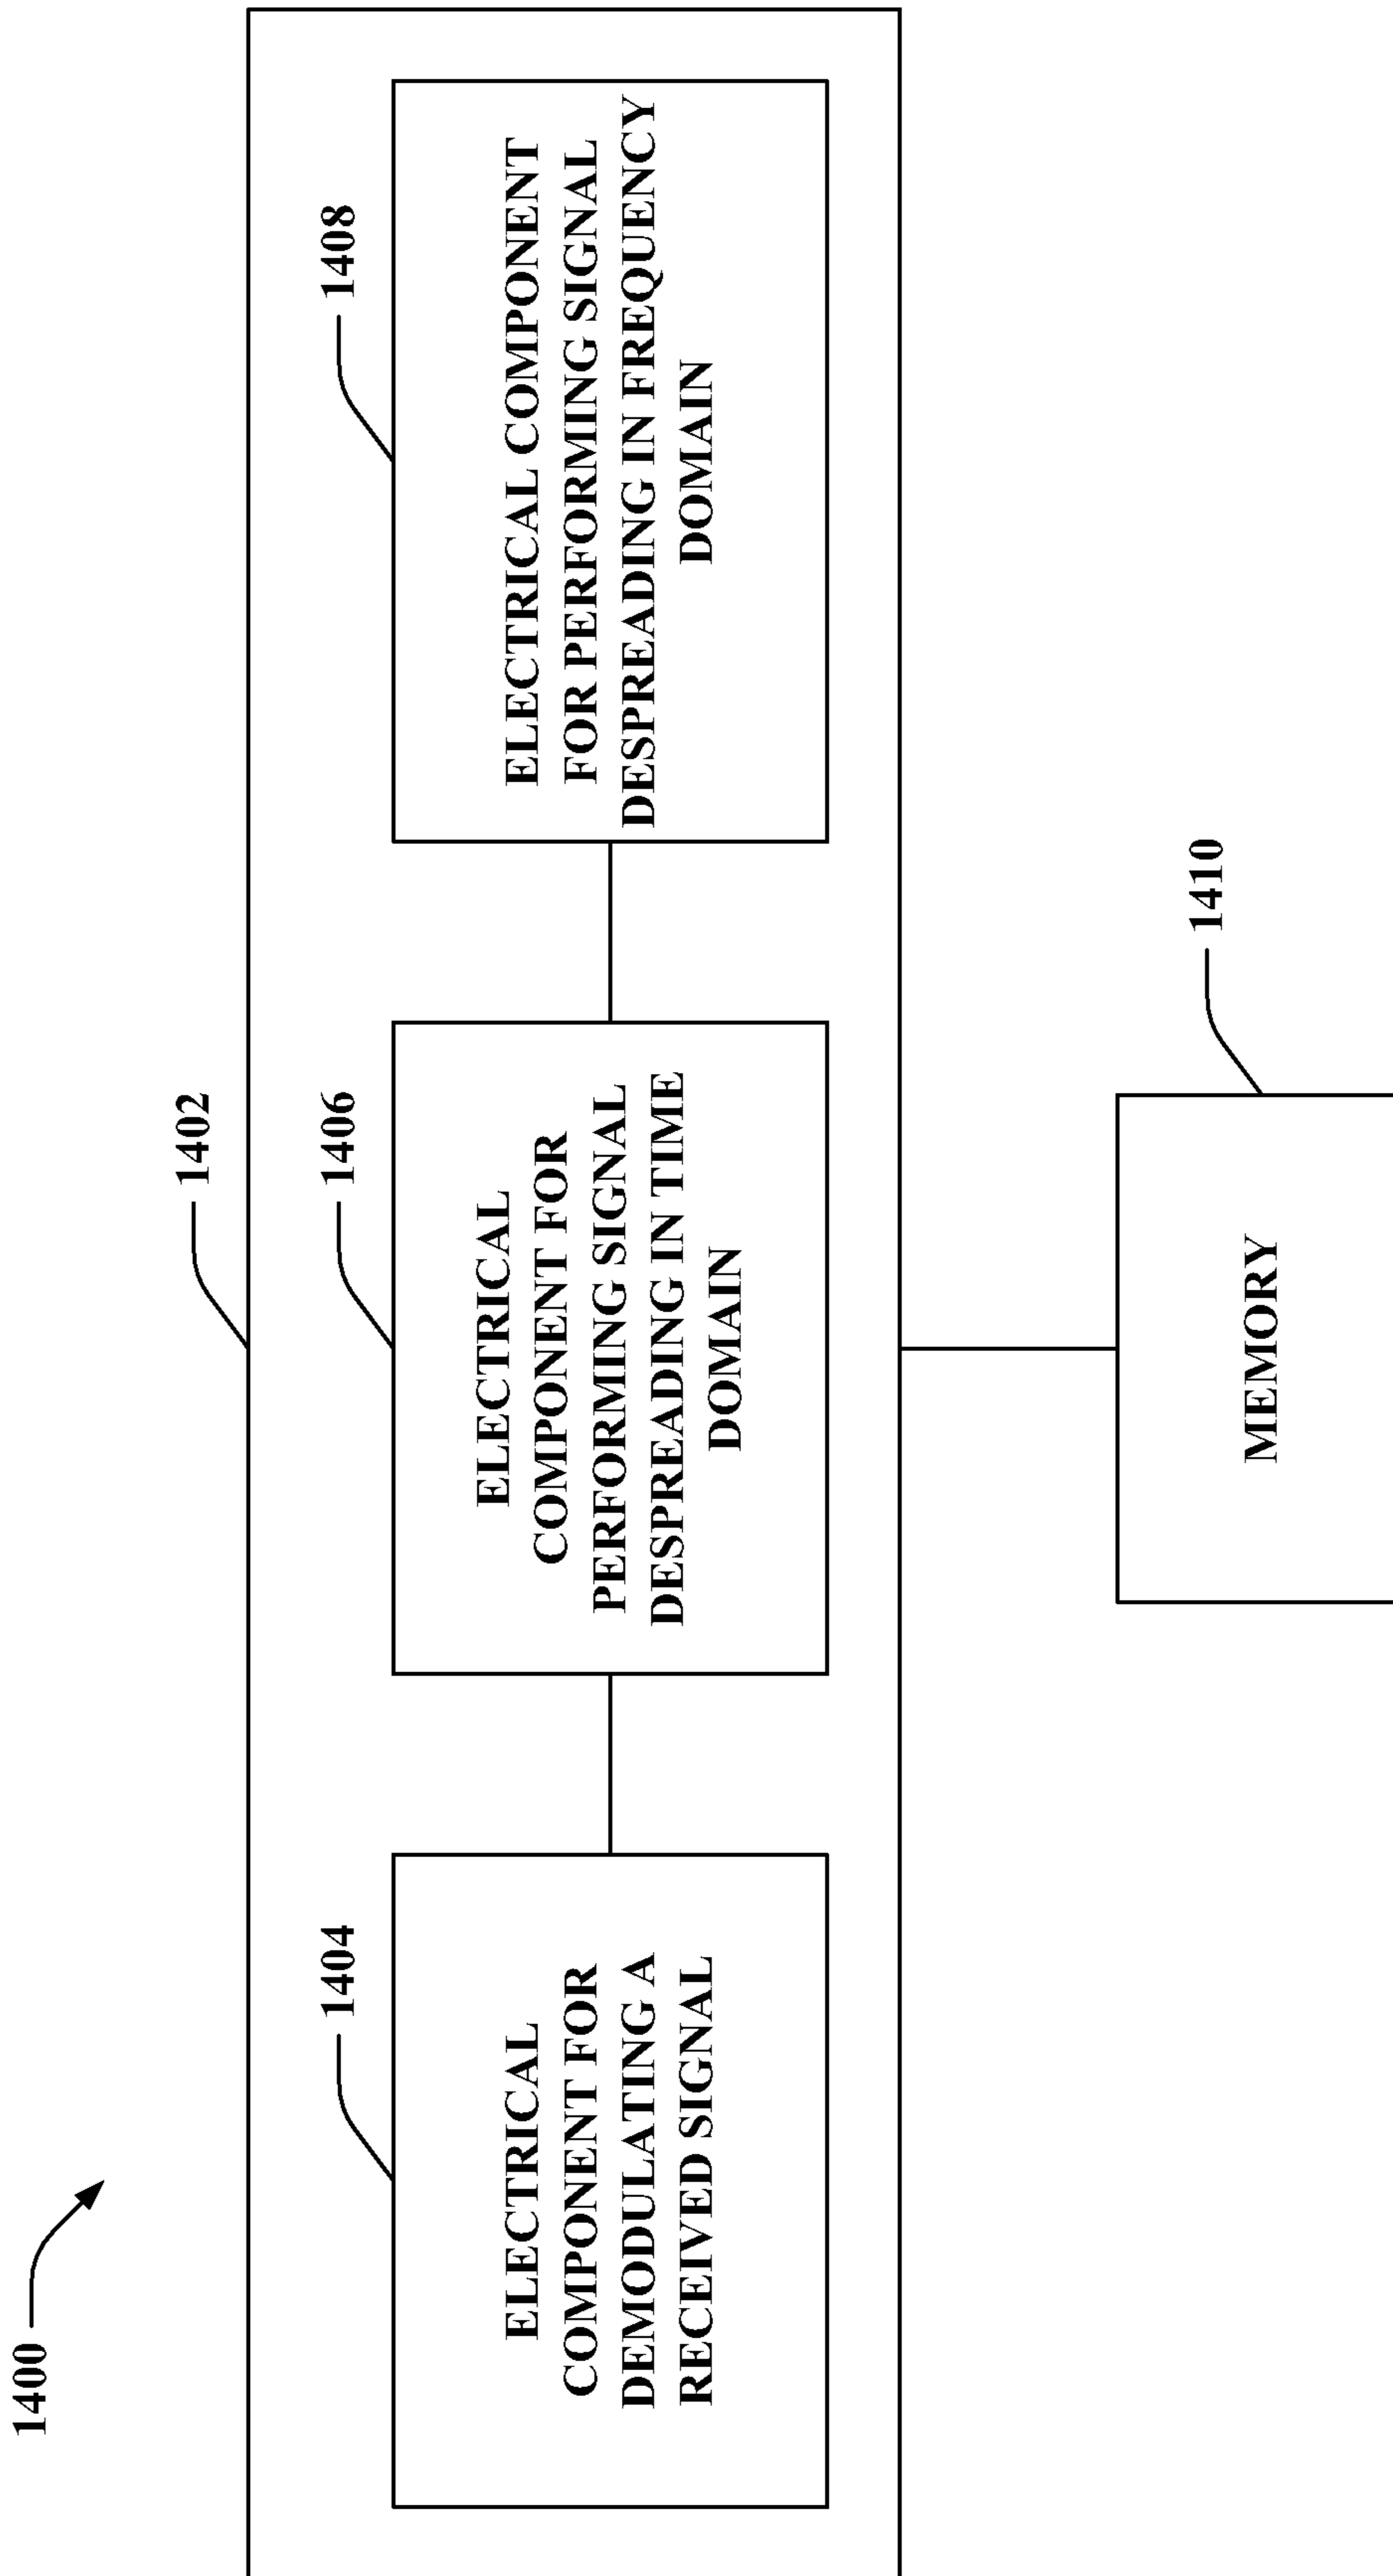 1400
1402
1404
ELECTRICAL
COMPONENT FOR
DEMODULATING A
RECEIVED SIGNAL
1406
ELECTRICAL
COMPONENT FOR
PERFORMING SIGNAL
DESPREADING IN TIME
DOMAIN
1408
ELECTRICAL COMPONENT
FOR PERFORMING SIGNAL
DESPREADING IN FREQUENCY
DOMAIN
1410
MEMORY